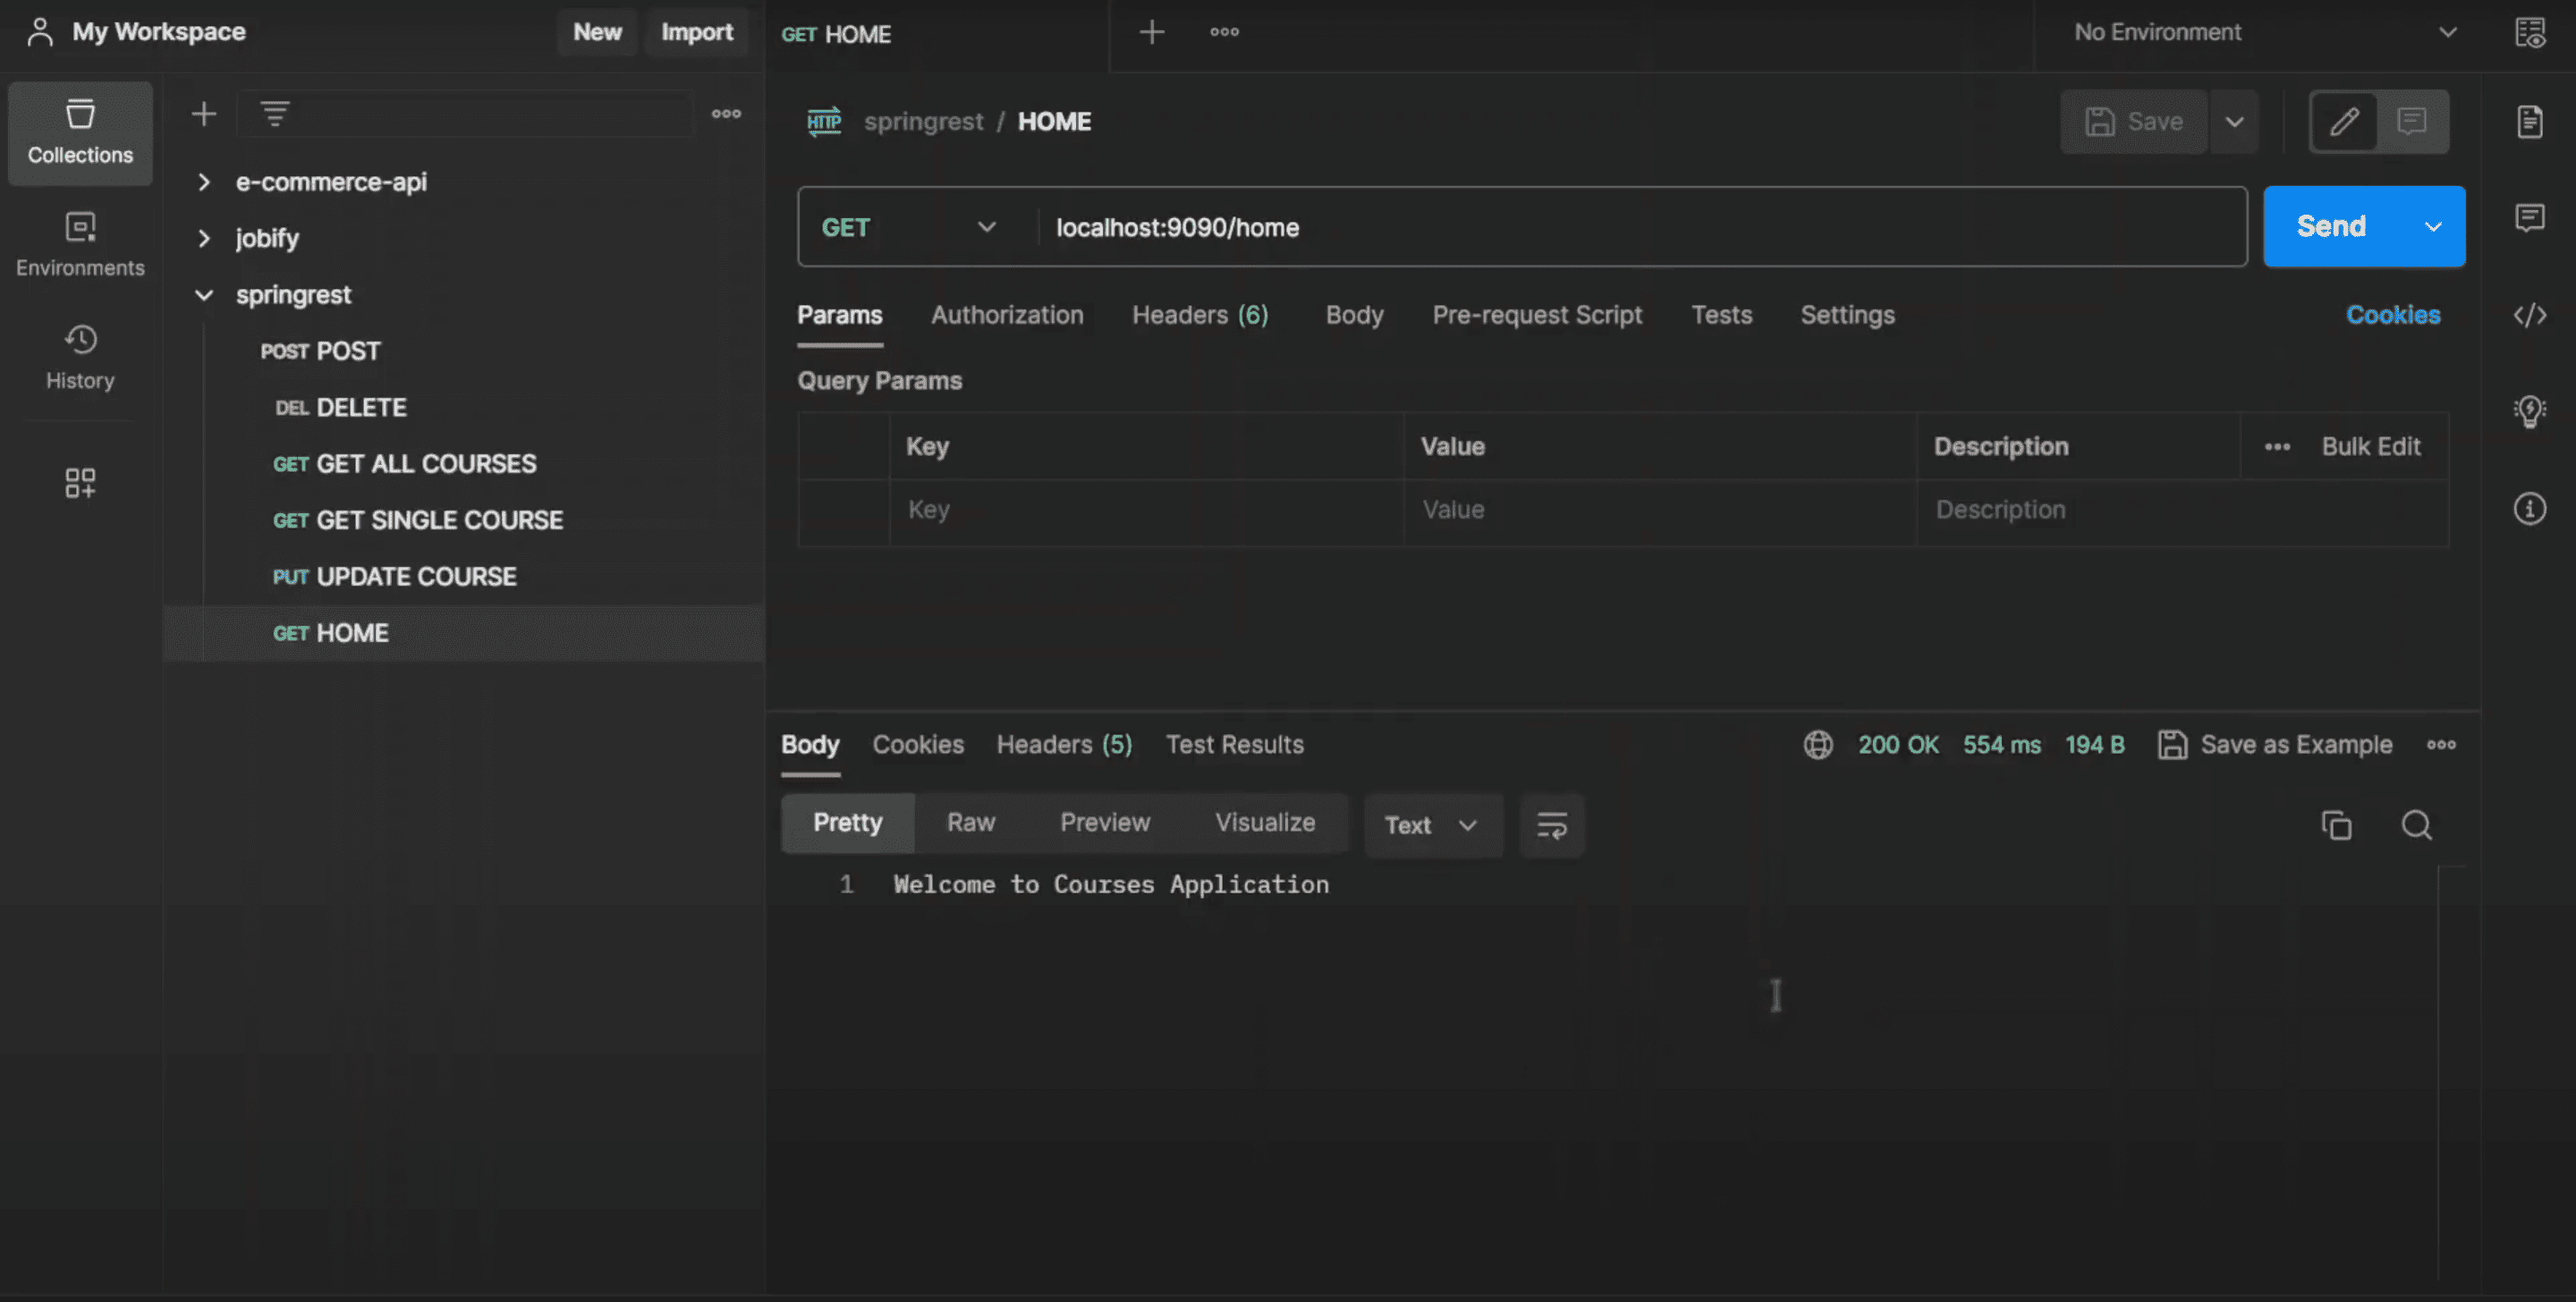 My Workspace New Import GET HOME No Environment
Collections
Environments
History
e-commerce-api
jobify
springrest
POST POST
DEL DELETE
GET GET ALL COURSES
GET GET SINGLE COURSE
PUT UPDATE COURSE
GET HOME
HTTP springrest / HOME Save
GET localhost:9090/home Send
Params Authorization Headers (6) Body Pre-request Script Tests Settings Cookies
Query Params
Key Value Description Bulk Edit
Key Value Description
Body Cookies Headers (5) Test Results 200 OK 554 ms 194 B Save as Example
Pretty Raw Preview Visualize Text
1 Welcome to Courses Application